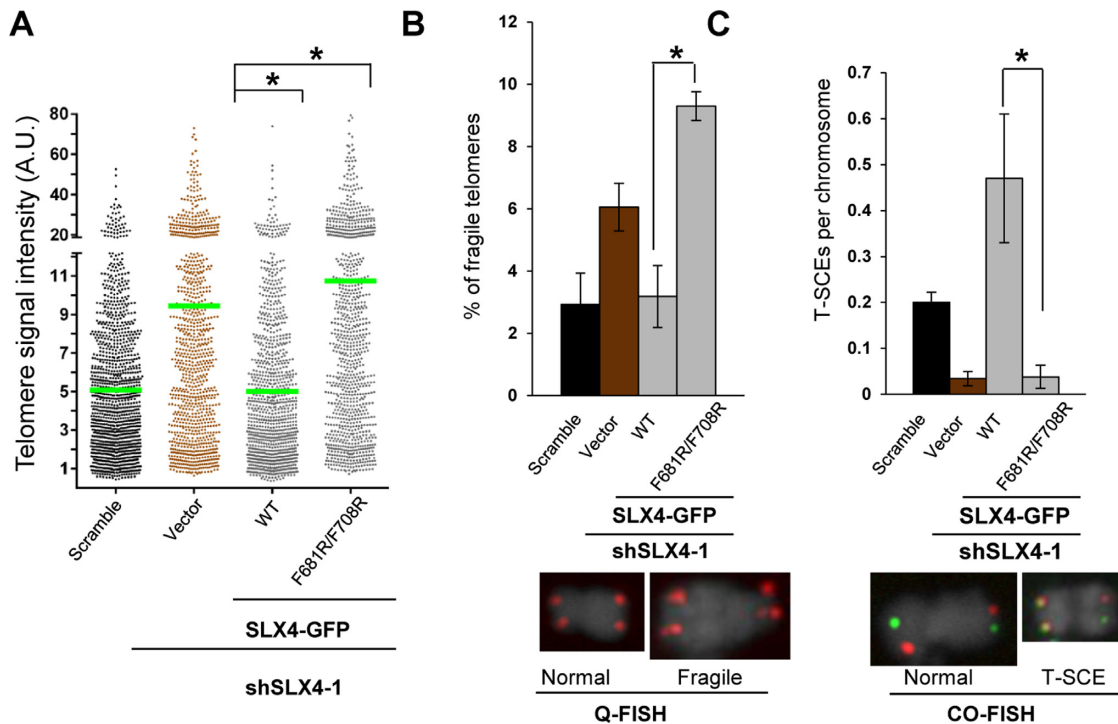 A
Telomere signal intensity (A.U.)
80
60
40
20
11
9
7
5
3
1
*
*
Scramble
Vector
WT
F681R/F708R
SLX4-GFP
shSLX4-1
B
% of fragile telomeres
12
10
8
6
4
2
0
*
Scramble
Vector
WT
F681R/F708R
SLX4-GFP
shSLX4-1
Normal
Fragile
Q-FISH
C
T-SCEs per chromosome
0.7
0.6
0.5
0.4
0.3
0.2
0.1
0
*
Scramble
Vector
WT
F681R/F708R
SLX4-GFP
shSLX4-1
Normal
T-SCE
CO-FISH